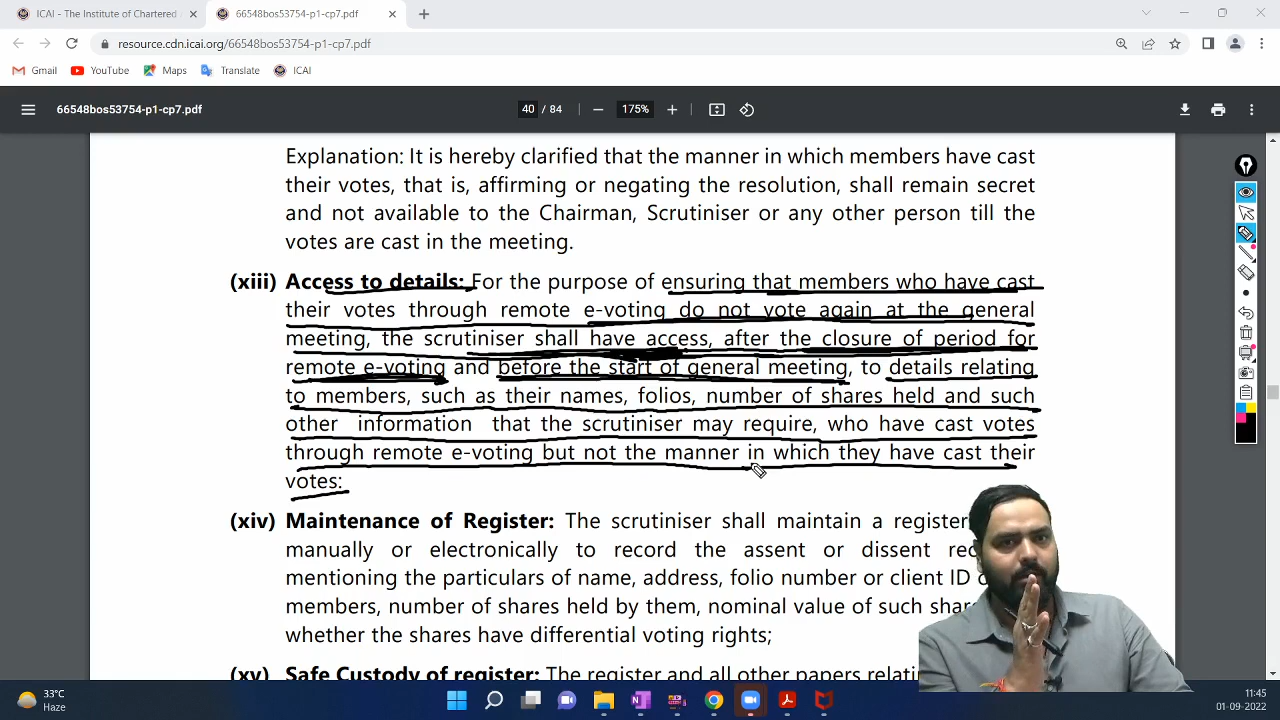 ICAI - The Institute of Chartered
66548bos53754-p1-cp7.pdf
resource.cdn.icai.org/66548bos53754-p1-cp7.pdf
Gmail YouTube Maps Translate ICAI
66548bos53754-p1-cp7.pdf 40 / 84 175%
Explanation: It is hereby clarified that the manner in which members have cast
their votes, that is, affirming or negating the resolution, shall remain secret
and not available to the Chairman, Scrutiniser or any other person till the
votes are cast in the meeting.
(xiii) Access to details: For the purpose of ensuring that members who have cast
their votes through remote e-voting do not vote again at the general
meeting, the scrutiniser shall have access, after the closure of period for
remote e-voting and before the start of general meeting, to details relating
to members, such as their names, folios, number of shares held and such
other information that the scrutiniser may require, who have cast votes
through remote e-voting but not the manner in which they have cast their
votes:
(xiv) Maintenance of Register: The scrutiniser shall maintain a register
manually or electronically to record the assent or dissent
mentioning the particulars of name, address, folio number or client ID
members, number of shares held by them, nominal value of such
whether the shares have differential voting rights;
(xv) Safe Custody of register: The register and all other papers
33°C
Haze
11:45
01-09-2022